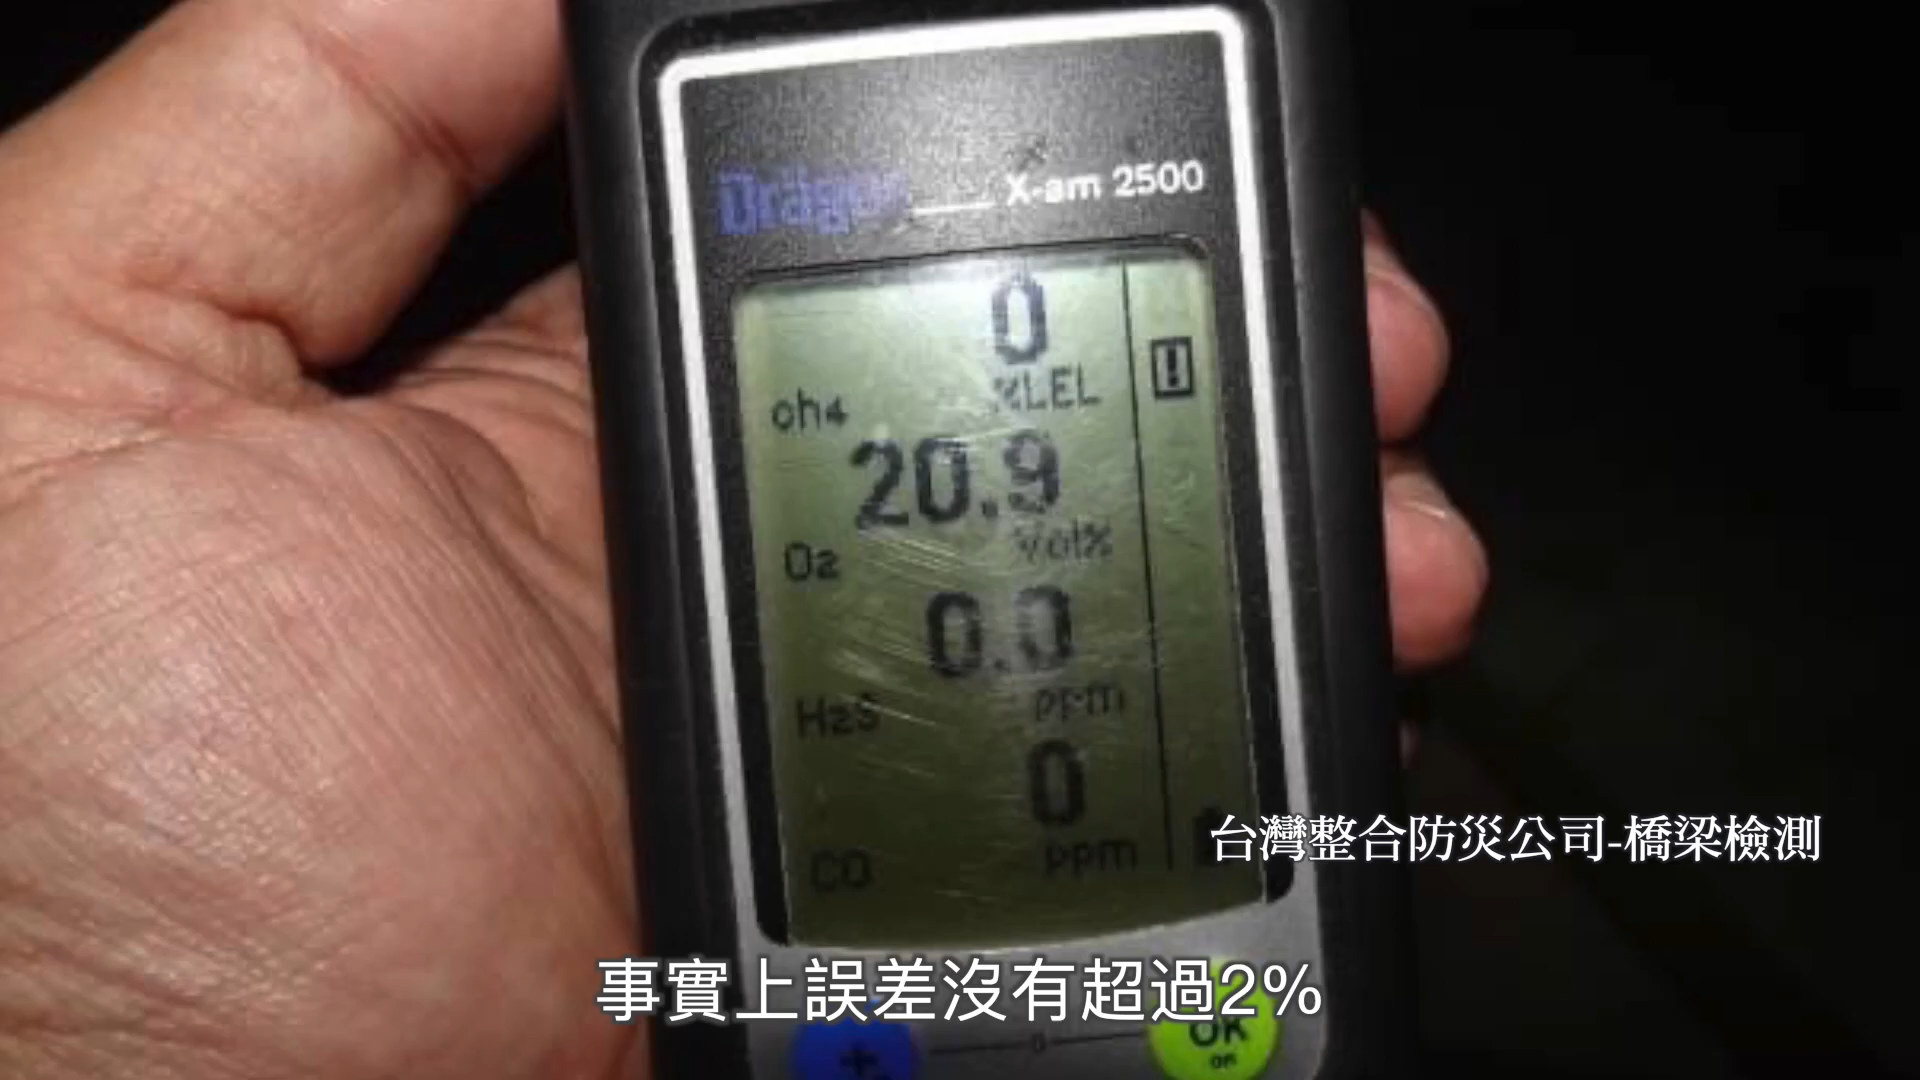 Dräger X-am 2500
0
%LEL
ch4
!
20.9
Vol%
O2
0.0
ppm
H2S
0
ppm
CO
台灣整合防災公司-橋梁檢測
事實上誤差沒有超過2%
+
OK